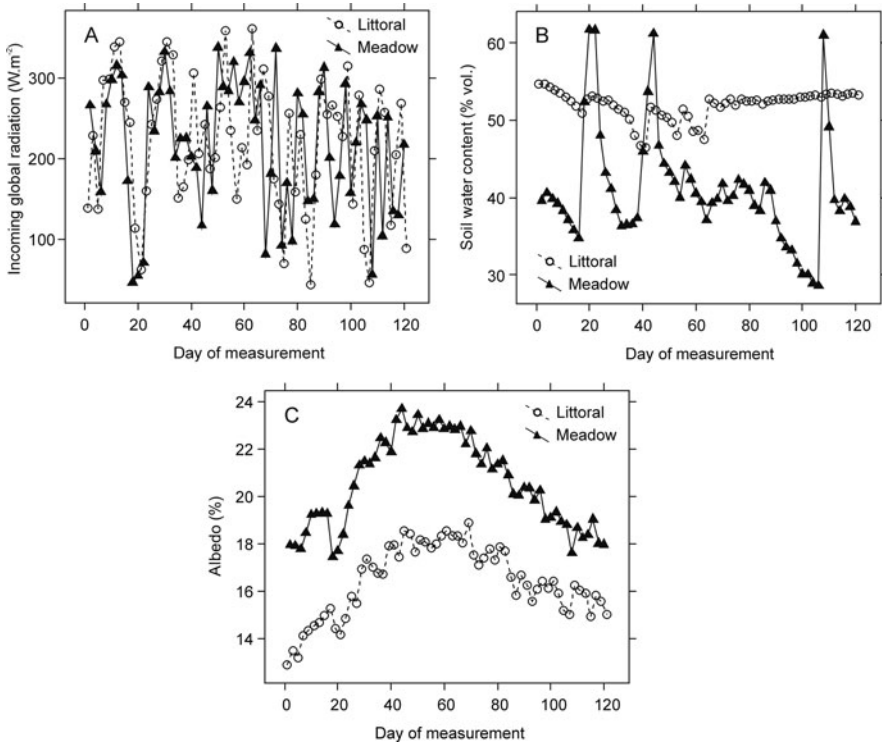 A
Littoral
Meadow
Incoming global radiation (W.m-2)
300
200
100
0 20 40 60 80 100 120
Day of measurement
B
Soil water content (% vol.)
60
50
40
30
Littoral
Meadow
0 20 40 60 80 100 120
Day of measurement
C
Littoral
Meadow
Albedo (%)
24
22
20
18
16
14
0 20 40 60 80 100 120
Day of measurement